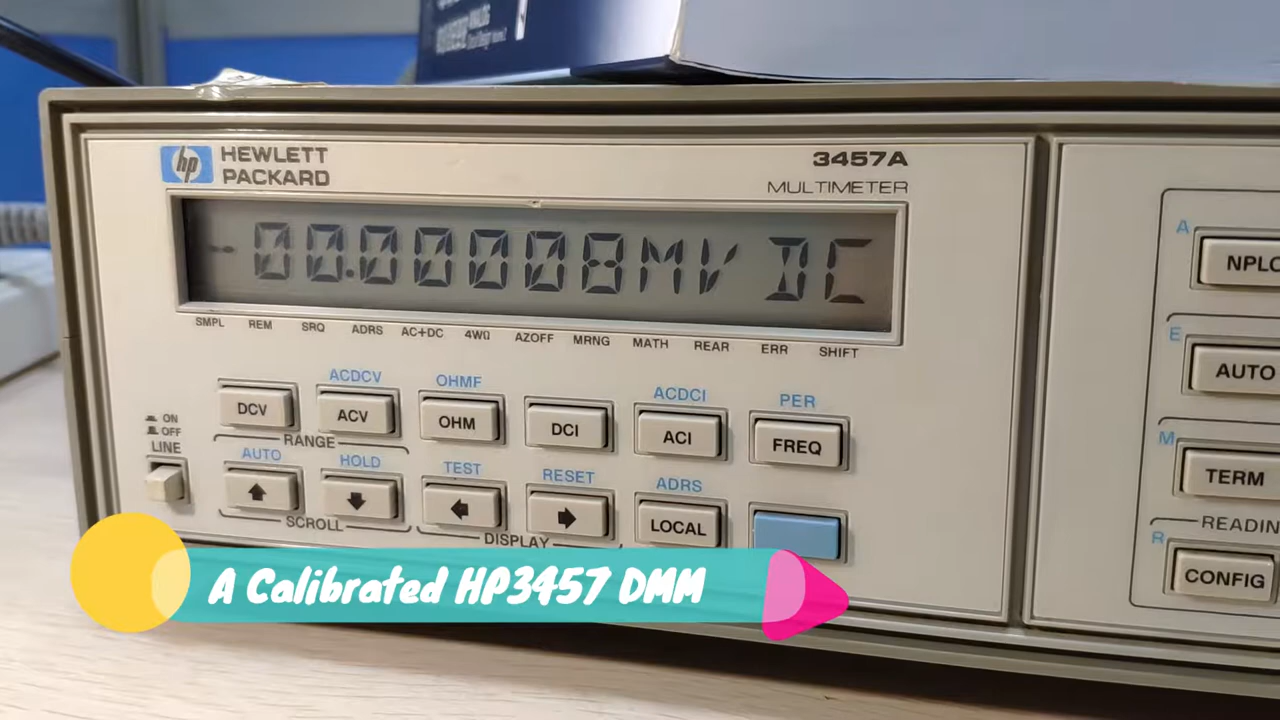 ANALOG
hp HEWLETT
PACKARD
3457A
MULTIMETER
-00.00008MV DC
SMPL REM SRQ ADRS AC+DC 4WΩ AZOFF MRNG MATH REAR ERR SHIFT
ACDCV OHMF ACDCI PER
DCV ACV OHM DCI ACI FREQ
ON
OFF
LINE
RANGE
AUTO HOLD TEST RESET ADRS
LOCAL
SCROLL DISPLAY
A
NPLC
E
AUTO
M
TERM
READIN
R
CONFIG
A Calibrated HP3457 DMM